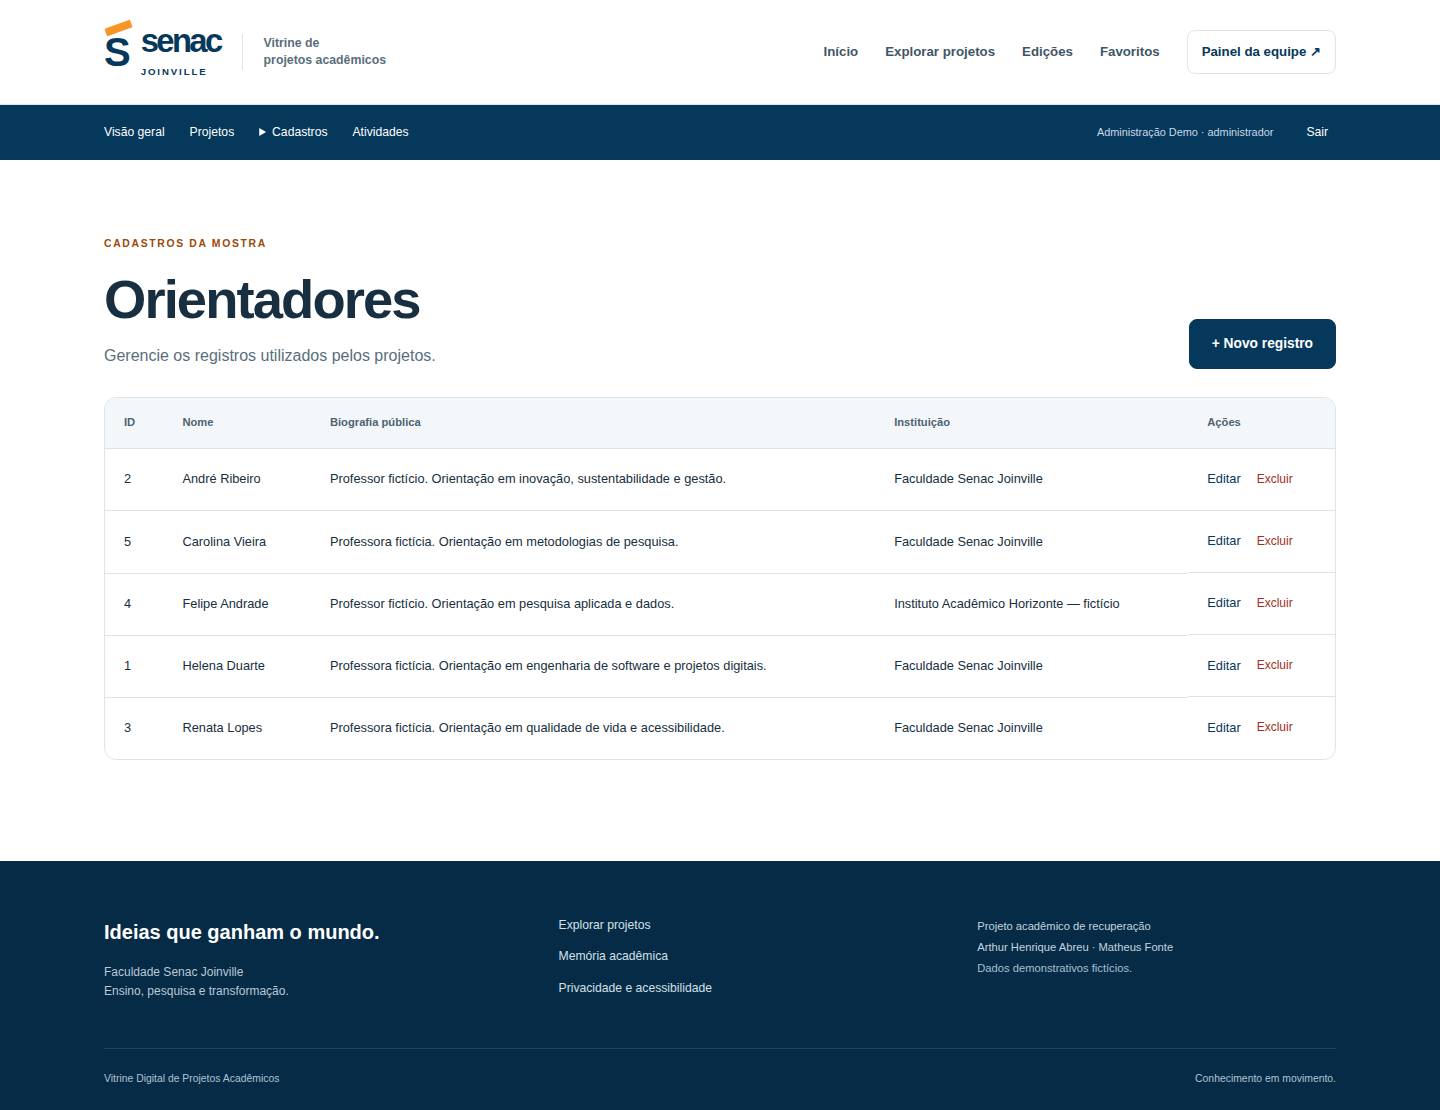 senac
JOINVILLE
Vitrine de
projetos acadêmicos
Início
Explorar projetos
Edições
Favoritos
Painel da equipe ↗
Visão geral
Projetos
▶ Cadastros
Atividades
Administração Demo · administrador
Sair
CADASTROS DA MOSTRA
Orientadores
Gerencie os registros utilizados pelos projetos.
+ Novo registro
ID Nome Biografia pública Instituição Ações
2 André Ribeiro Professor fictício. Orientação em inovação, sustentabilidade e gestão. Faculdade Senac Joinville Editar Excluir
5 Carolina Vieira Professora fictícia. Orientação em metodologias de pesquisa. Faculdade Senac Joinville Editar Excluir
4 Felipe Andrade Professor fictício. Orientação em pesquisa aplicada e dados. Instituto Acadêmico Horizonte — fictício Editar Excluir
1 Helena Duarte Professora fictícia. Orientação em engenharia de software e projetos digitais. Faculdade Senac Joinville Editar Excluir
3 Renata Lopes Professora fictícia. Orientação em qualidade de vida e acessibilidade. Faculdade Senac Joinville Editar Excluir
Ideias que ganham o mundo.
Faculdade Senac Joinville
Ensino, pesquisa e transformação.
Explorar projetos
Memória acadêmica
Privacidade e acessibilidade
Projeto acadêmico de recuperação
Arthur Henrique Abreu · Matheus Fonte
Dados demonstrativos fictícios.
Vitrine Digital de Projetos Acadêmicos
Conhecimento em movimento.